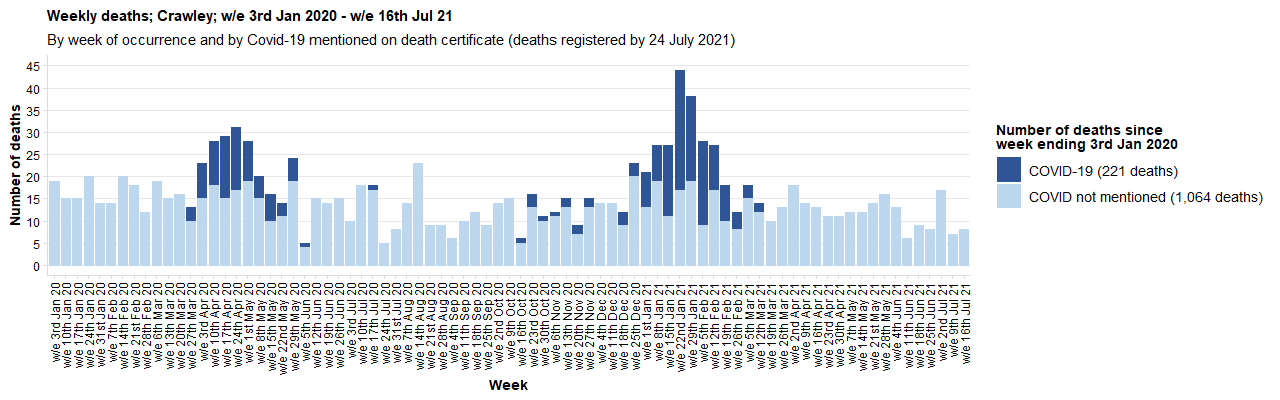 Weekly deaths; Crawley; w/e 3rd Jan 2020 - w/e 16th Jul 21
By week of occurrence and by Covid-19 mentioned on death certificate (deaths registered by 24 July 2021)
Number of deaths
45
40
35
30
25
20
15
10
5
0
w/e 3rd Jan 20
w/e 10th Jan 20
w/e 17th Jan 20
w/e 24th Jan 20
w/e 31st Jan 20
w/e 7th Feb 20
w/e 14th Feb 20
w/e 21st Feb 20
w/e 28th Feb 20
w/e 6th Mar 20
w/e 13th Mar 20
w/e 20th Mar 20
w/e 27th Mar 20
w/e 3rd Apr 20
w/e 10th Apr 20
w/e 17th Apr 20
w/e 24th Apr 20
w/e 1st May 20
w/e 8th May 20
w/e 15th May 20
w/e 22nd May 20
w/e 29th May 20
w/e 5th Jun 20
w/e 12th Jun 20
w/e 19th Jun 20
w/e 26th Jun 20
w/e 3rd Jul 20
w/e 10th Jul 20
w/e 17th Jul 20
w/e 24th Jul 20
w/e 31st Jul 20
w/e 7th Aug 20
w/e 14th Aug 20
w/e 21st Aug 20
w/e 28th Aug 20
w/e 4th Sep 20
w/e 11th Sep 20
w/e 18th Sep 20
w/e 25th Sep 20
w/e 2nd Oct 20
w/e 9th Oct 20
w/e 16th Oct 20
w/e 23rd Oct 20
w/e 30th Oct 20
w/e 6th Nov 20
w/e 13th Nov 20
w/e 20th Nov 20
w/e 27th Nov 20
w/e 4th Dec 20
w/e 11th Dec 20
w/e 18th Dec 20
w/e 25th Dec 20
w/e 1st Jan 21
w/e 8th Jan 21
w/e 15th Jan 21
w/e 22nd Jan 21
w/e 29th Jan 21
w/e 5th Feb 21
w/e 12th Feb 21
w/e 19th Feb 21
w/e 26th Feb 21
w/e 5th Mar 21
w/e 12th Mar 21
w/e 19th Mar 21
w/e 26th Mar 21
w/e 2nd Apr 21
w/e 9th Apr 21
w/e 16th Apr 21
w/e 23rd Apr 21
w/e 30th Apr 21
w/e 7th May 21
w/e 14th May 21
w/e 21st May 21
w/e 28th May 21
w/e 4th Jun 21
w/e 11th Jun 21
w/e 18th Jun 21
w/e 25th Jun 21
w/e 2nd Jul 21
w/e 9th Jul 21
w/e 16th Jul 21
Week
Number of deaths since
week ending 3rd Jan 2020
COVID-19 (221 deaths)
COVID not mentioned (1,064 deaths)